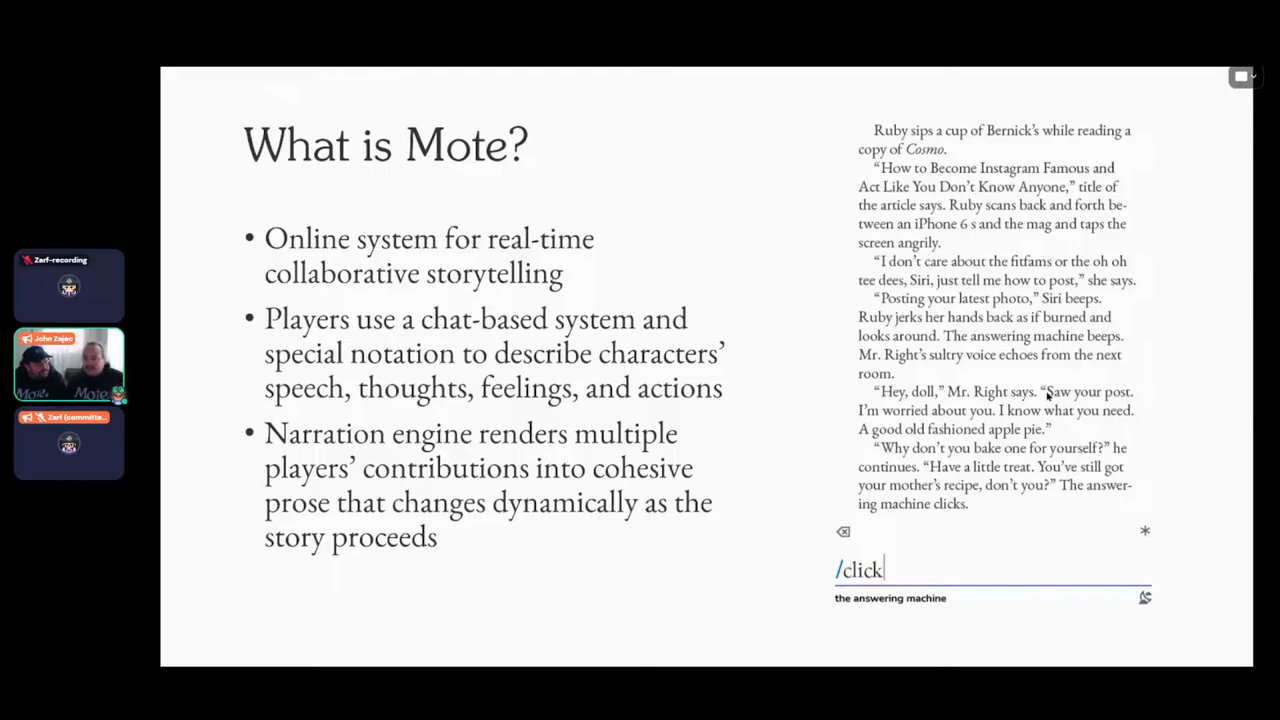 What is Mote?
• Online system for real-time
collaborative storytelling
• Players use a chat-based system and
special notation to describe characters’
speech, thoughts, feelings, and actions
• Narration engine renders multiple
players’ contributions into cohesive
prose that changes dynamically as the
story proceeds
Ruby sips a cup of Bernick’s while reading a
copy of Cosmo.
“How to Become Instagram Famous and
Act Like You Don’t Know Anyone,” title of
the article says. Ruby scans back and forth be-
tween an iPhone 6 s and the mag and taps the
screen angrily.
“I don’t care about the fitfams or the oh oh
tee dees, Siri, just tell me how to post,” she says.
“Posting your latest photo,” Siri beeps.
Ruby jerks her hands back as if burned and
looks around. The answering machine beeps.
Mr. Right’s sultry voice echoes from the next
room.
“Hey, doll,” Mr. Right says. “Saw your post.
I’m worried about you. I know what you need.
A good old fashioned apple pie.”
“Why don’t you bake one for yourself?” he
continues. “Have a little treat. You’ve still got
your mother’s recipe, don’t you?” The answer-
ing machine clicks.
/click
the answering machine
Zarf-recording
John Zajac
Mote
Mote
Zarf (committe...